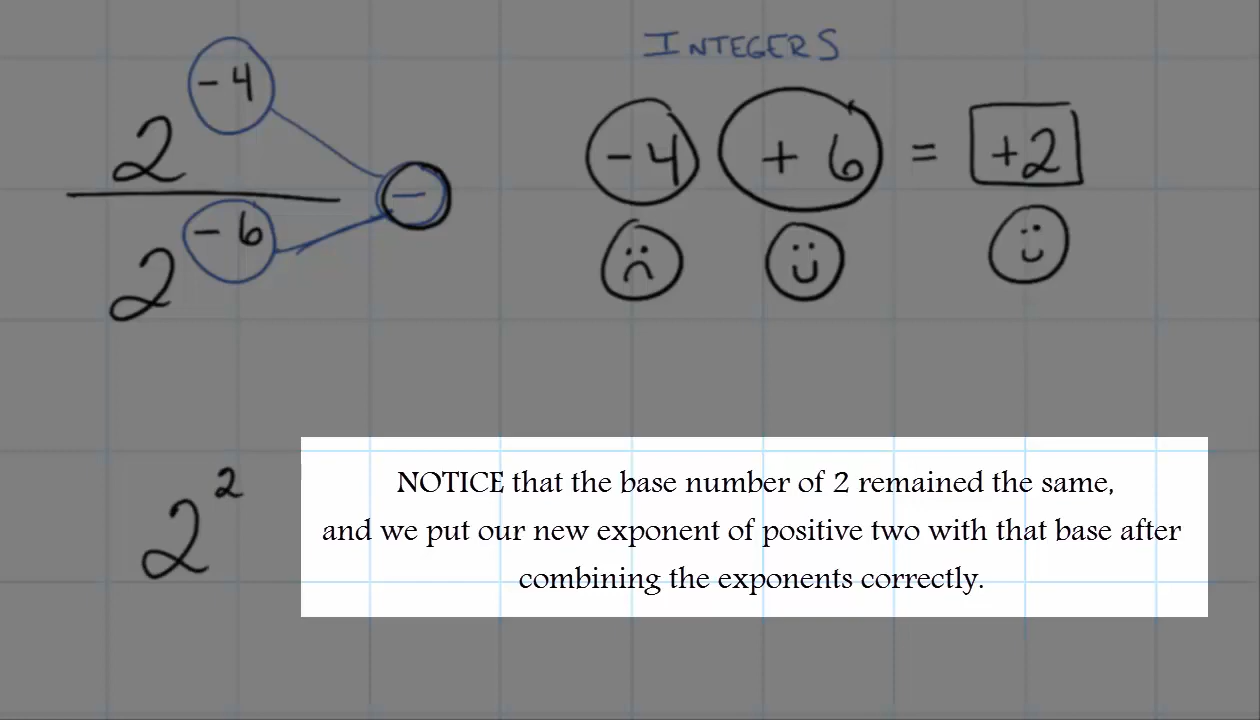 INTEGERS
2^-4
-4 + 6 = +2
-
2^-6
2^2
NOTICE that the base number of 2 remained the same,
and we put our new exponent of positive two with that base after
combining the exponents correctly.